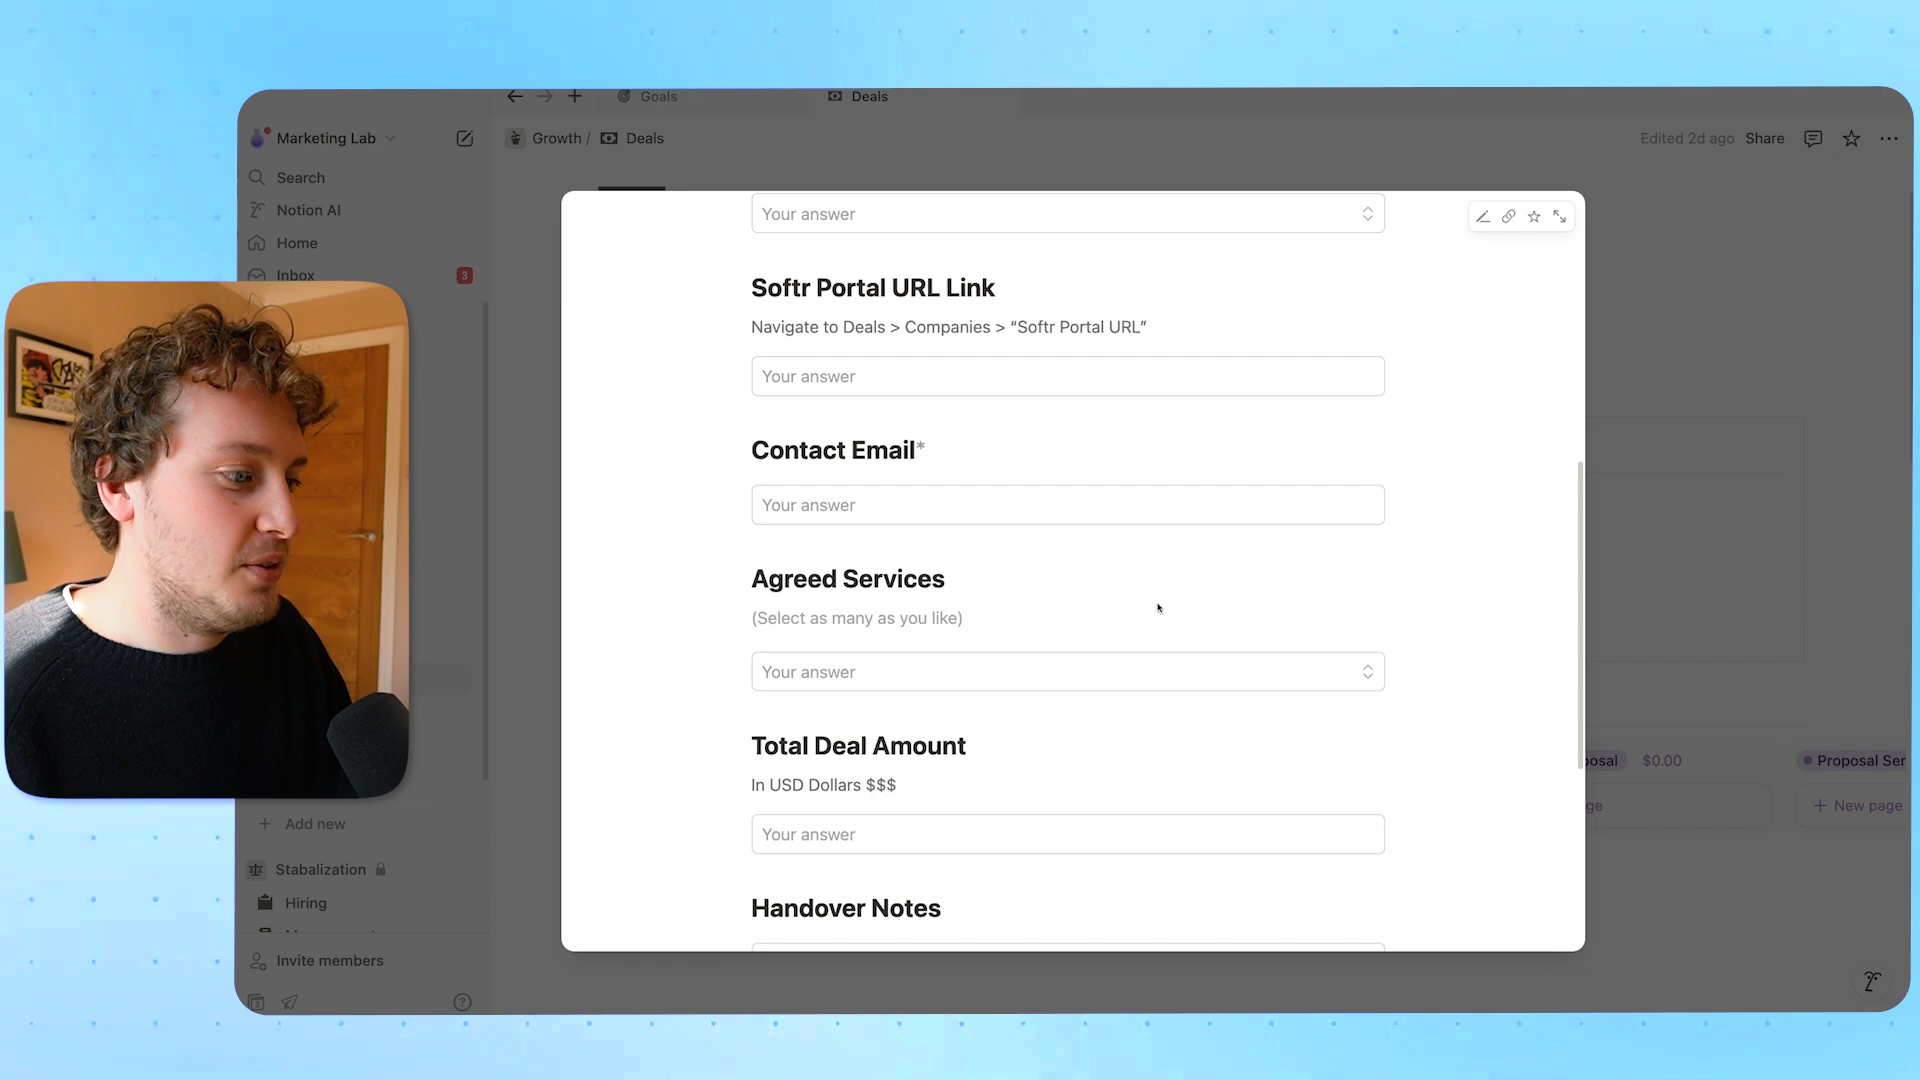 Goals
Deals
Marketing Lab
Growth / Deals
Edited 2d ago
Share
Search
Notion AI
Home
Inbox
3
Your answer
Softr Portal URL Link
Navigate to Deals > Companies > “Softr Portal URL”
Your answer
Contact Email*
Your answer
Agreed Services
(Select as many as you like)
Your answer
Total Deal Amount
In USD Dollars $$$
Your answer
Handover Notes
$0.00
Proposal Ser
+ New page
+ Add new
Stabalization
Hiring
Invite members